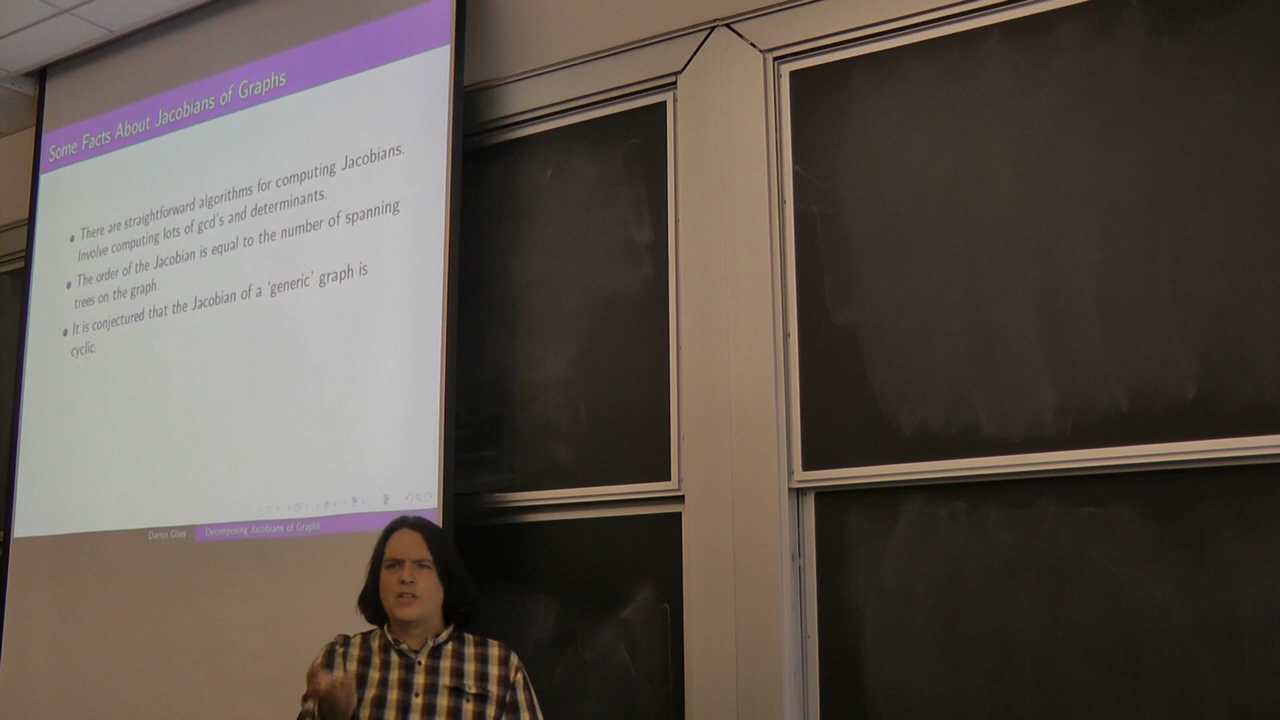 Some Facts About Jacobians of Graphs
There are straightforward algorithms for computing Jacobians.
Involve computing lots of gcd's and determinants.
The order of the Jacobian is equal to the number of spanning
trees on the graph.
It is conjectured that the Jacobian of a 'generic' graph is
cyclic.
Darren Glass Decomposing Jacobians of Graphs